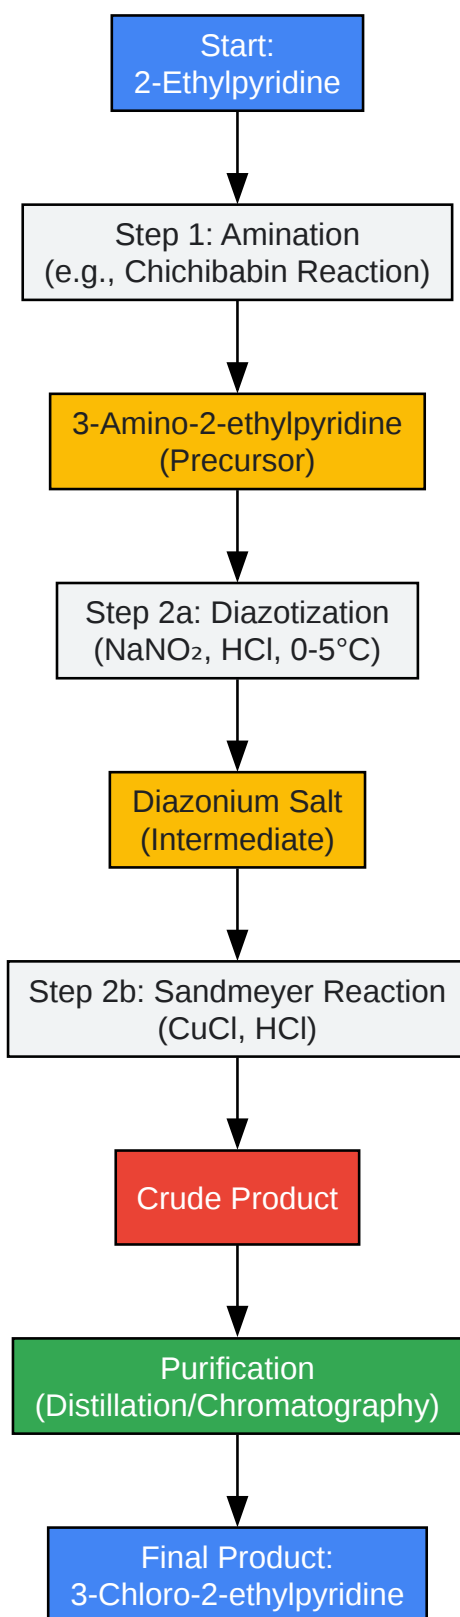 Start:
2-Ethylpyridine
Step 1: Amination
(e.g., Chichibabin Reaction)
3-Amino-2-ethylpyridine
(Precursor)
Step 2a: Diazotization
(NaNO₂, HCl, 0-5°C)
Diazonium Salt
(Intermediate)
Step 2b: Sandmeyer Reaction
(CuCl, HCl)
Crude Product
Purification
(Distillation/Chromatography)
Final Product:
3-Chloro-2-ethylpyridine